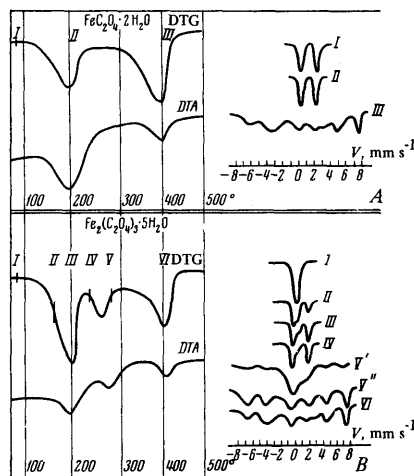 FeC₂O₄·2H₂O DTG
I II III
DTA
100 200 300 400 500°
I
II
III
-8 -6 -4 -2 0 2 4 6 8
V, mm s⁻¹
A
Fe₂(C₂O₄)₃·5H₂O
I II III IV V VI DTG
DTA
100 200 300 400 500°
I
II
III
IV
V'
V"
VI
-8 -6 -4 -2 0 2 4 6 8
V, mm s⁻¹
B